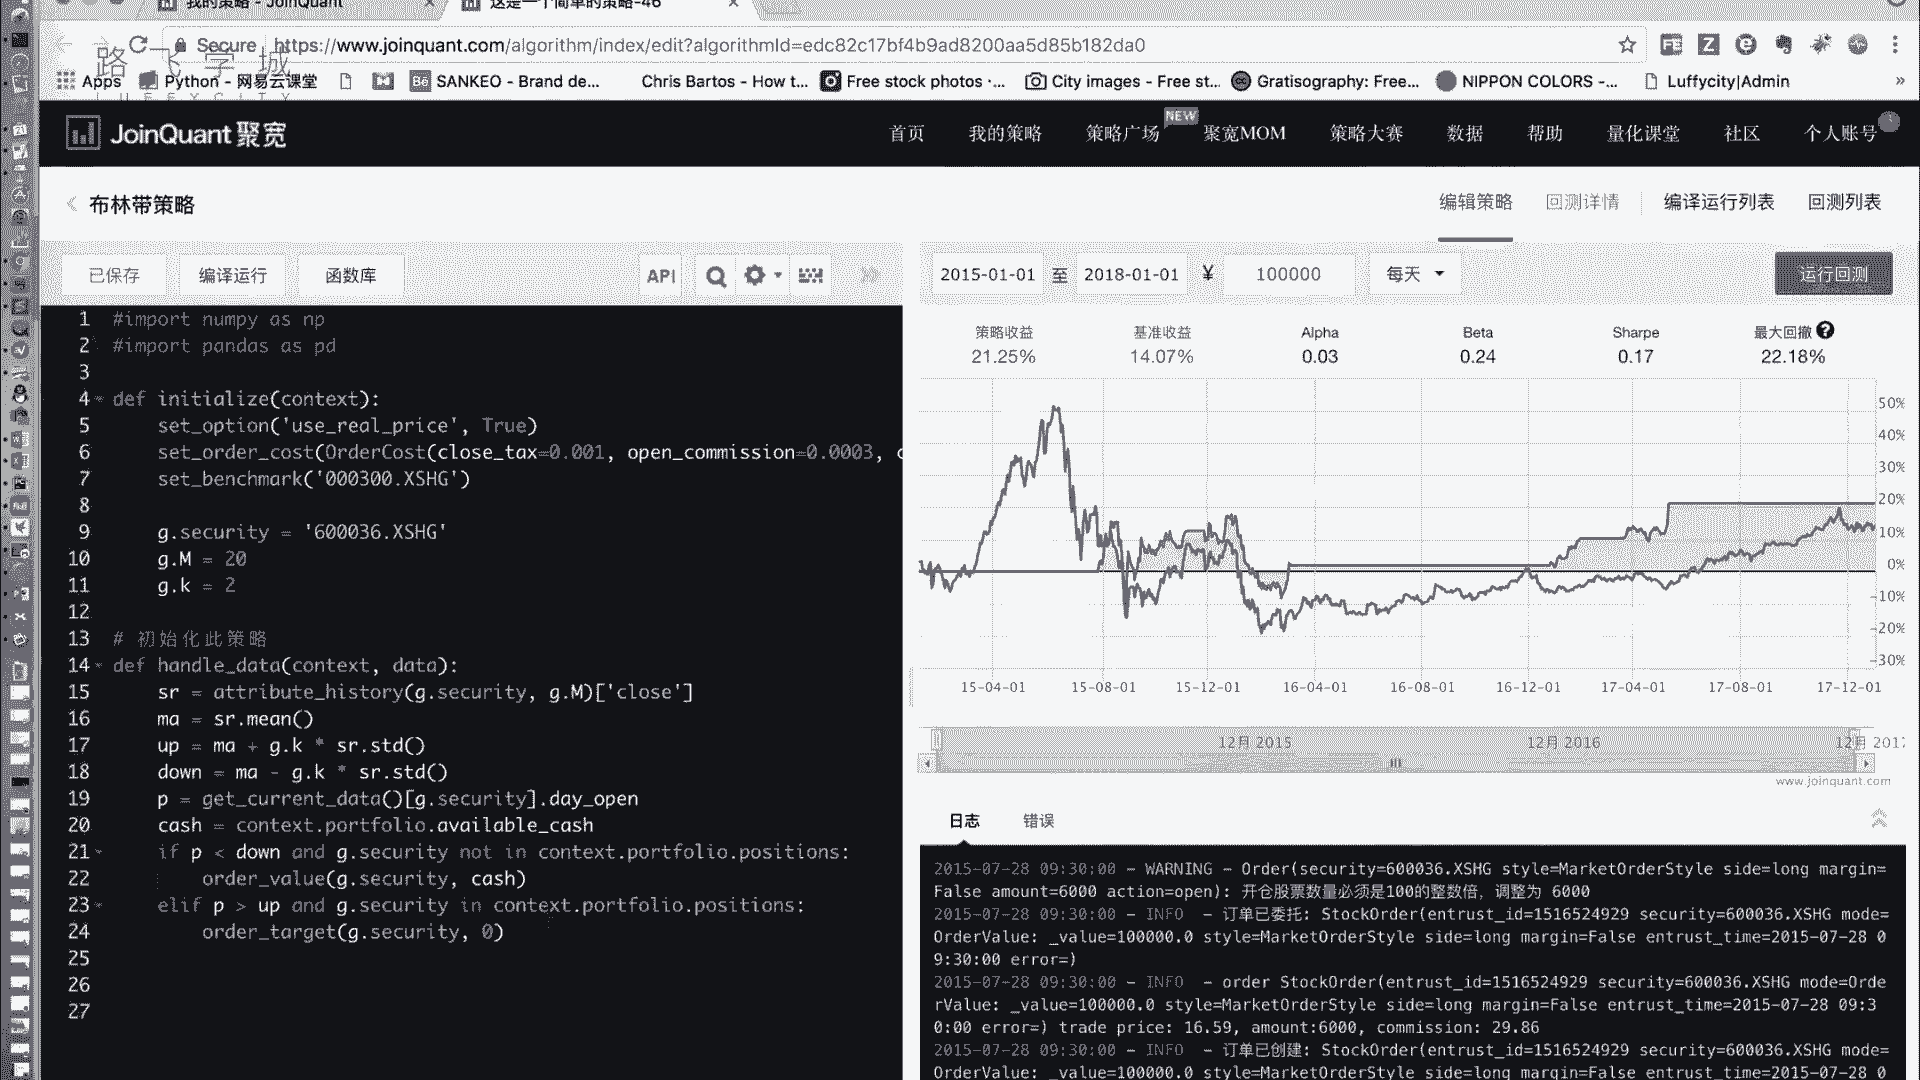 我的策略 - JoinQuant
这是一个简单的策略-46
Secure https://www.joinquant.com/algorithm/index/edit?algorithmId=edc82c17bf4b9ad8200aa5d85b182da0
Apps Python - 网易云课堂 SANKEO - Brand de... Chris Bartos - How t... Free stock photos ·... City images - Free st... Gratisography: Free... NIPPON COLORS -... Luffycity|Admin »
JoinQuant 聚宽 首页 我的策略 策略广场 NEW 聚宽MOM 策略大赛 数据 帮助 量化课堂 社区 个人账号
布林带策略 编辑策略 回测详情 编译运行列表 回测列表
已保存 编译运行 函数库 API
2015-01-01 至 2018-01-01 ¥ 100000 每天 运行回测
1 #import numpy as np
2 #import pandas as pd
3
4 def initialize(context):
5 set_option('use_real_price', True)
6 set_order_cost(OrderCost(close_tax=0.001, open_commission=0.0003, c
7 set_benchmark('000300.XSHG')
8
9 g.security = '600036.XSHG'
10 g.M = 20
11 g.k = 2
12
13 # 初始化此策略
14 def handle_data(context, data):
15 sr = attribute_history(g.security, g.M)['close']
16 ma = sr.mean()
17 up = ma + g.k * sr.std()
18 down = ma - g.k * sr.std()
19 p = get_current_data()[g.security].day_open
20 cash = context.portfolio.available_cash
21 if p < down and g.security not in context.portfolio.positions:
22 order_value(g.security, cash)
23 elif p > up and g.security in context.portfolio.positions:
24 order_target(g.security, 0)
25
26
27
策略收益 基准收益 Alpha Beta Sharpe 最大回撤
21.25% 14.07% 0.03 0.24 0.17 22.18%
50%
40%
30%
20%
10%
0%
-10%
-20%
-30%
15-04-01 15-08-01 15-12-01 16-04-01 16-08-01 16-12-01 17-04-01 17-08-01 17-12-01
12月 2015 12月 2016 12月 201
www.joinquant.com
日志 错误
2015-07-28 09:30:00 - WARNING - Order(security=600036.XSHG style=MarketOrderStyle side=long margin=
False amount=6000 action=open): 开仓股票数量必须是100的整数倍，调整为 6000
2015-07-28 09:30:00 - INFO - 订单已委托: StockOrder(entrust_id=1516524929 security=600036.XSHG mode=
OrderValue: _value=100000.0 style=MarketOrderStyle side=long margin=False entrust_time=2015-07-28 0
9:30:00 error=)
2015-07-28 09:30:00 - INFO - order StockOrder(entrust_id=1516524929 security=600036.XSHG mode=Orde
rValue: _value=100000.0 style=MarketOrderStyle side=long margin=False entrust_time=2015-07-28 09:3
0:00 error=) trade price: 16.59, amount:6000, commission: 29.86
2015-07-28 09:30:00 - INFO - 订单已创建: StockOrder(entrust_id=1516524929 security=600036.XSHG mode=
OrderValue: _value=100000.0 style=MarketOrderStyle side=long margin=False entrust_time=2015-07-28 0